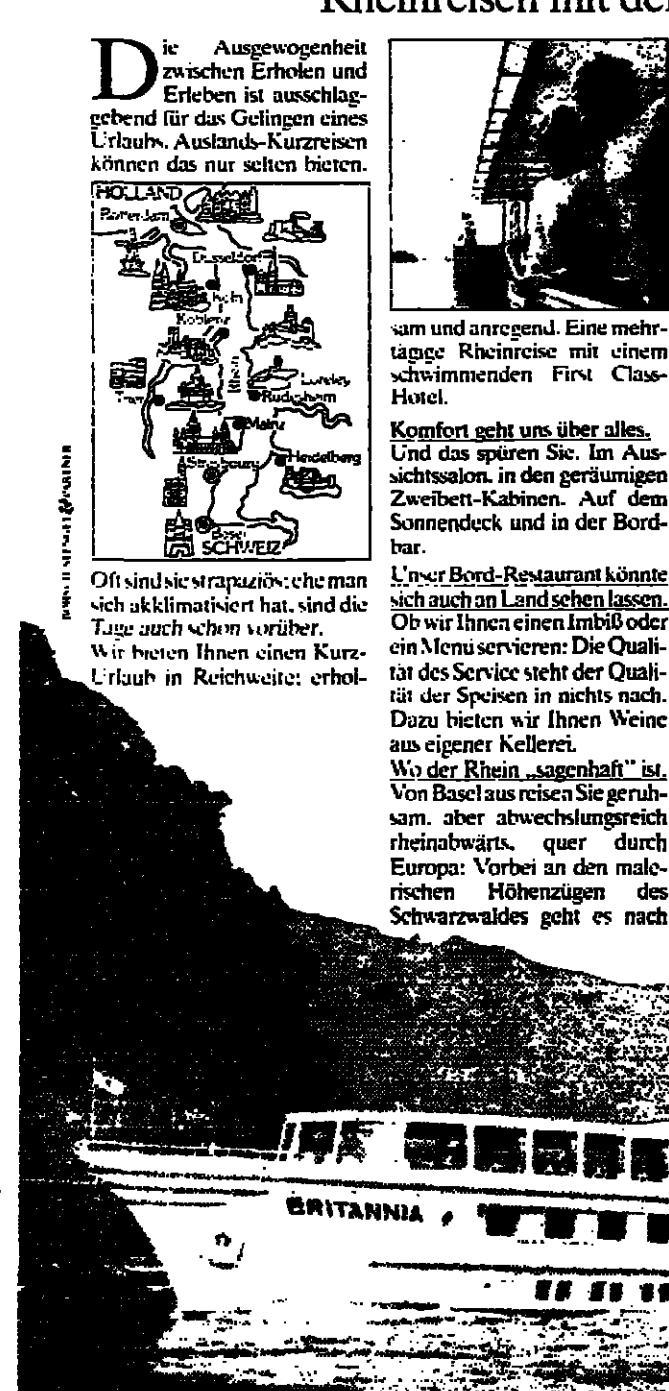 Rheinreisen mit der
Die Ausgewogenheit
zwischen Erholen und
Erleben ist ausschlag-
gebend für das Gelingen eines
Urlaubs. Auslands-Kurzreisen
können das nur selten bieten.
HOLLAND
Rotterdam
Düsseldorf
Köln
Koblenz
Rhein
Loreley
Trier
Rüdesheim
Mainz
Heidelberg
Strasbourg
Basel
SCHWEIZ
Oft sind sie strapaziös: ehe man
sich akklimatisiert hat, sind die
Tage auch schon vorüber.
Wir bieten Ihnen einen Kurz-
Urlaub in Reichweite: erhol-
sam und anregend. Eine mehr-
tägige Rheinreise mit einem
schwimmenden First Class-
Hotel.
Komfort geht uns über alles.
Und das spüren Sie. Im Aus-
sichtssalon, in den geräumigen
Zweibett-Kabinen. Auf dem
Sonnendeck und in der Bord-
bar.
Unser Bord-Restaurant könnte
sich auch an Land sehen lassen.
Ob wir Ihnen einen Imbiß oder
ein Menü servieren: Die Quali-
tät des Service steht der Quali-
tät der Speisen in nichts nach.
Dazu bieten wir Ihnen Weine
aus eigener Kellerei.
Wo der Rhein „sagenhaft" ist.
Von Basel aus reisen Sie geruh-
sam, aber abwechslungsreich
rheinabwärts, quer durch
Europa: Vorbei an den male-
rischen Höhenzügen des
Schwarzwaldes geht es nach
BRITANNIA